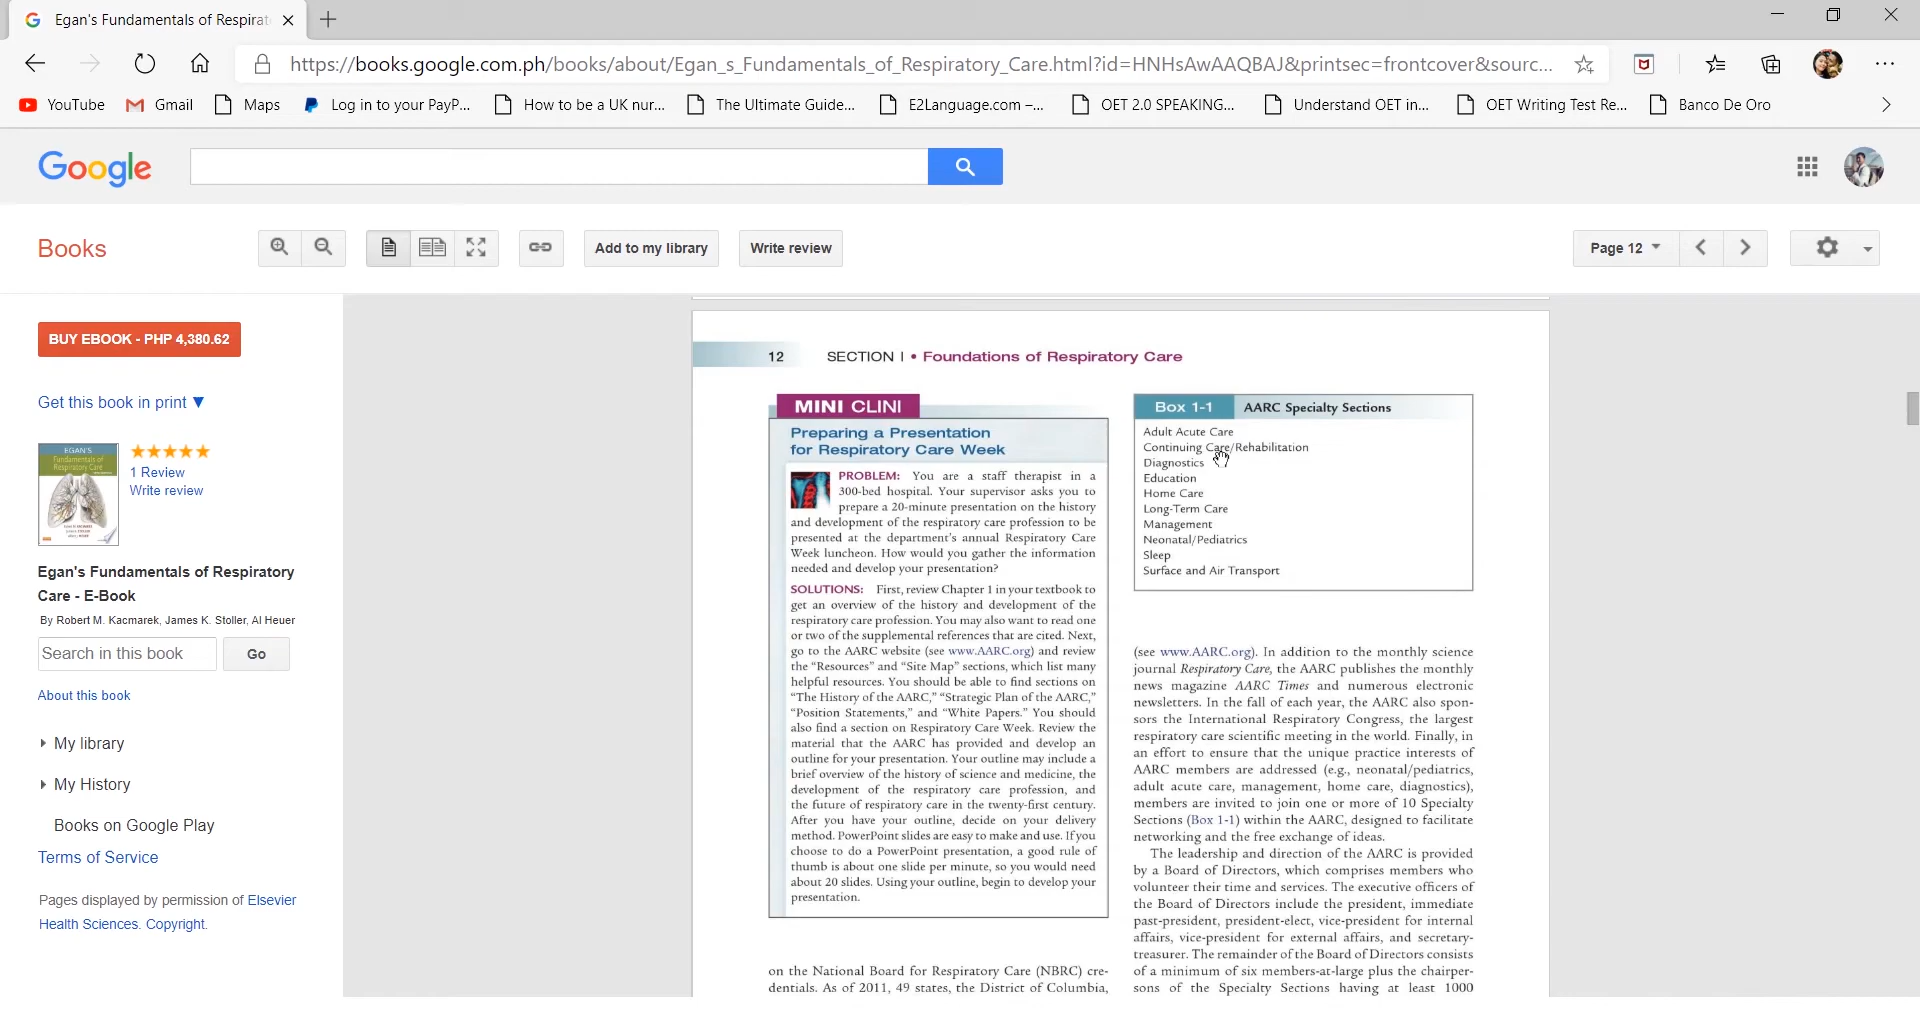 Egan's Fundamentals of Respirat
https://books.google.com.ph/books/about/Egan_s_Fundamentals_of_Respiratory_Care.html?id=HNHsAwAAQBAJ&printsec=frontcover&sourc...
YouTube Gmail Maps Log in to your PayP... How to be a UK nur... The Ultimate Guide... E2Language.com –... OET 2.0 SPEAKING... Understand OET in... OET Writing Test Re... Banco De Oro
Google
Books
Add to my library
Write review
Page 12
BUY EBOOK - PHP 4,380.62
Get this book in print ▼
EGAN'S
Fundamentals of
Respiratory Care
1 Review
Write review
Egan's Fundamentals of Respiratory
Care - E-Book
By Robert M. Kacmarek, James K. Stoller, Al Heuer
Search in this book Go
About this book
My library
My History
Books on Google Play
Terms of Service
Pages displayed by permission of Elsevier
Health Sciences. Copyright.
12 SECTION I • Foundations of Respiratory Care
MINI CLINI
Preparing a Presentation
for Respiratory Care Week
PROBLEM: You are a staff therapist in a
300-bed hospital. Your supervisor asks you to
prepare a 20-minute presentation on the history
and development of the respiratory care profession to be
presented at the department's annual Respiratory Care
Week luncheon. How would you gather the information
needed and develop your presentation?
SOLUTIONS: First, review Chapter 1 in your textbook to
get an overview of the history and development of the
respiratory care profession. You may also want to read one
or two of the supplemental references that are cited. Next,
go to the AARC website (see www.AARC.org) and review
the “Resources” and “Site Map” sections, which list many
helpful resources. You should be able to find sections on
“The History of the AARC,” “Strategic Plan of the AARC,”
“Position Statements,” and “White Papers.” You should
also find a section on Respiratory Care Week. Review the
material that the AARC has provided and develop an
outline for your presentation. Your outline may include a
brief overview of the history of science and medicine, the
development of the respiratory care profession, and
the future of respiratory care in the twenty-first century.
After you have your outline, decide on your delivery
method. PowerPoint slides are easy to make and use. If you
choose to do a PowerPoint presentation, a good rule of
thumb is about one slide per minute, so you would need
about 20 slides. Using your outline, begin to develop your
presentation.
on the National Board for Respiratory Care (NBRC) cre-
dentials. As of 2011, 49 states, the District of Columbia,
Box 1-1 AARC Specialty Sections
Adult Acute Care
Continuing Care/Rehabilitation
Diagnostics
Education
Home Care
Long-Term Care
Management
Neonatal/Pediatrics
Sleep
Surface and Air Transport
(see www.AARC.org). In addition to the monthly science
journal Respiratory Care, the AARC publishes the monthly
news magazine AARC Times and numerous electronic
newsletters. In the fall of each year, the AARC also spon-
sors the International Respiratory Congress, the largest
respiratory care scientific meeting in the world. Finally, in
an effort to ensure that the unique practice interests of
AARC members are addressed (e.g., neonatal/pediatrics,
adult acute care, management, home care, diagnostics),
members are invited to join one or more of 10 Specialty
Sections (Box 1-1) within the AARC, designed to facilitate
networking and the free exchange of ideas.
The leadership and direction of the AARC is provided
by a Board of Directors, which comprises members who
volunteer their time and services. The executive officers of
the Board of Directors include the president, immediate
past-president, president-elect, vice-president for internal
affairs, vice-president for external affairs, and secretary-
treasurer. The remainder of the Board of Directors consists
of a minimum of six members-at-large plus the chairper-
sons of the Specialty Sections having at least 1000